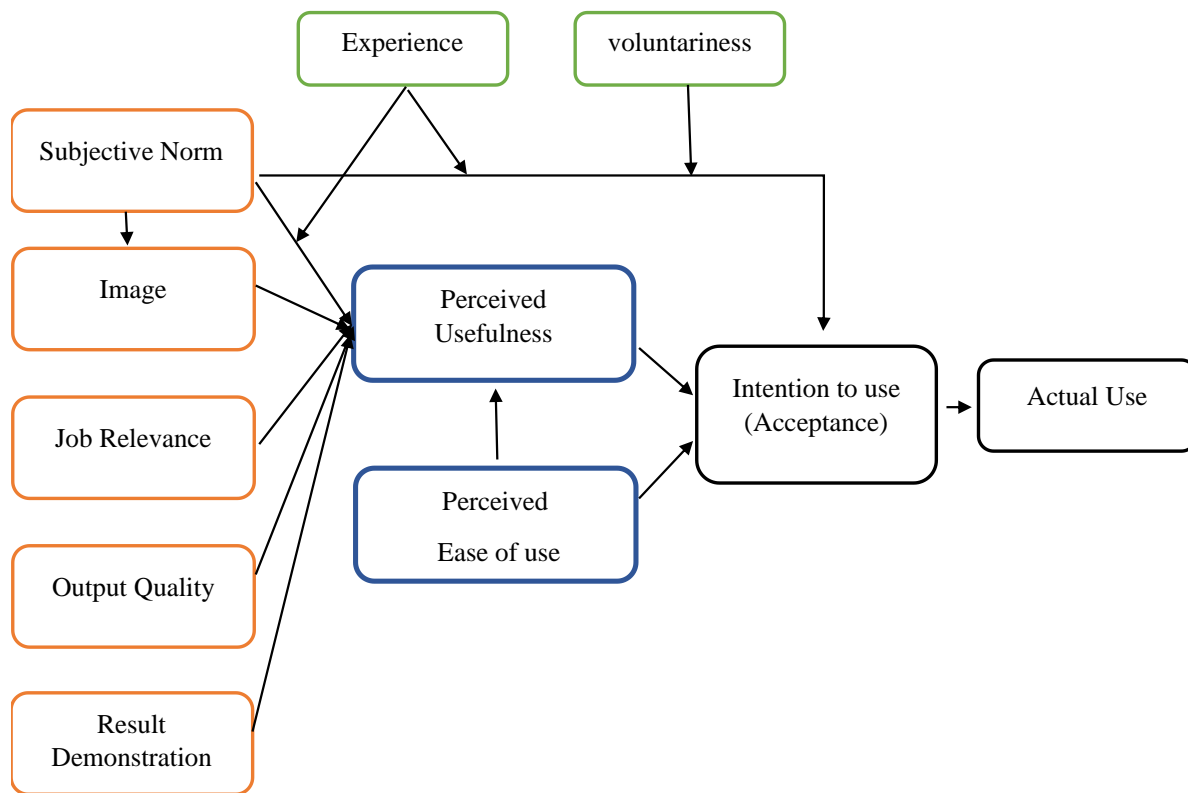 Experience
voluntariness
Subjective Norm
Image
Perceived
Usefulness
Intention to use
(Acceptance)
Actual Use
Job Relevance
Perceived
Ease of use
Output Quality
Result
Demonstration